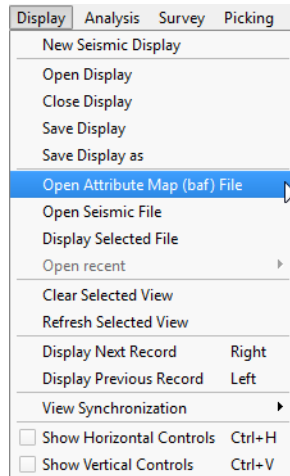 Display Analysis Survey Picking
New Seismic Display
Open Display
Close Display
Save Display
Save Display as
Open Attribute Map (baf) File
Open Seismic File
Display Selected File
Open recent
Clear Selected View
Refresh Selected View
Display Next Record Right
Display Previous Record Left
View Synchronization
Show Horizontal Controls Ctrl+H
Show Vertical Controls Ctrl+V